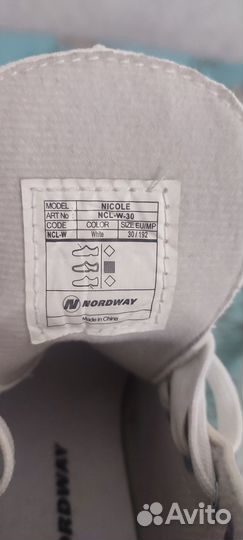 MODEL NICOLE
ART No NCL-W-30
CODE COLOR SIZE EU/MP
NCL-W White 30 / 192
NORDWAY
Made in China
NORDWAY
Avito